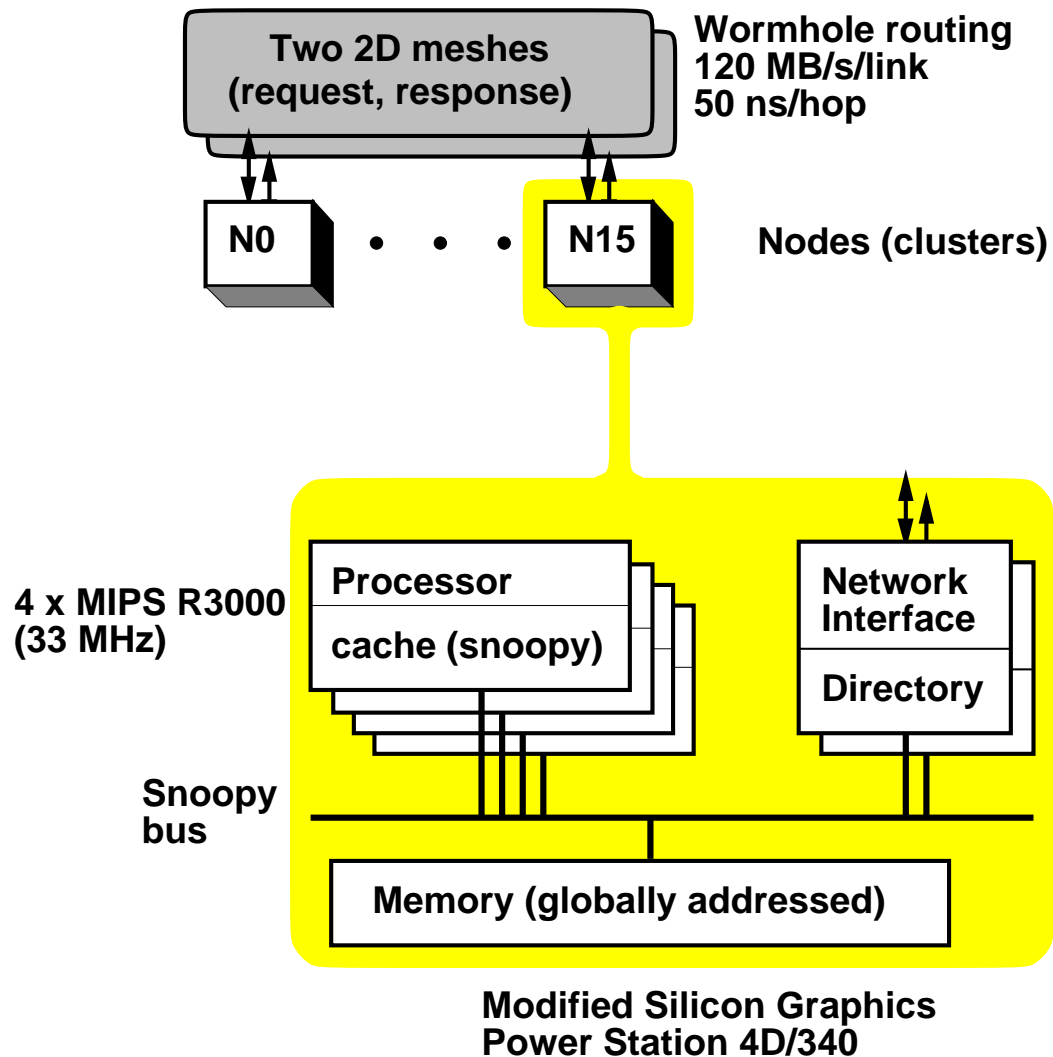 Two 2D meshes
(request, response)
Wormhole routing
120 MB/s/link
50 ns/hop
N0
N15
Nodes (clusters)
4 x MIPS R3000
(33 MHz)
Processor
cache (snoopy)
Network
Interface
Directory
Snoopy
bus
Memory (globally addressed)
Modified Silicon Graphics
Power Station 4D/340